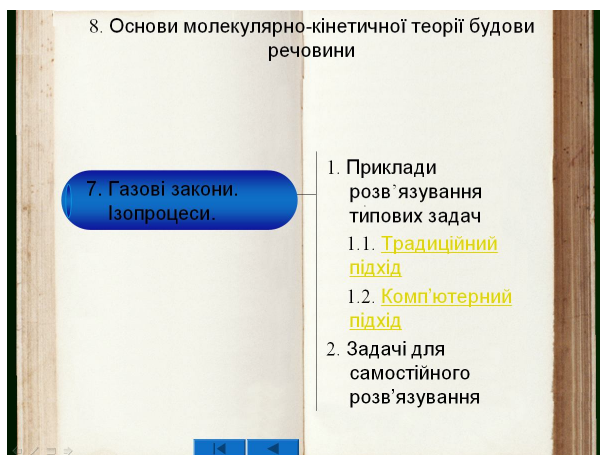 8. Основи молекулярно-кінетичної теорії будови
речовини
7. Газові закони.
Ізопроцеси.
1. Приклади
розв’язування
типових задач
1.1. Традиційний
підхід
1.2. Комп'ютерний
підхід
2. Задачі для
самостійного
розв’язування